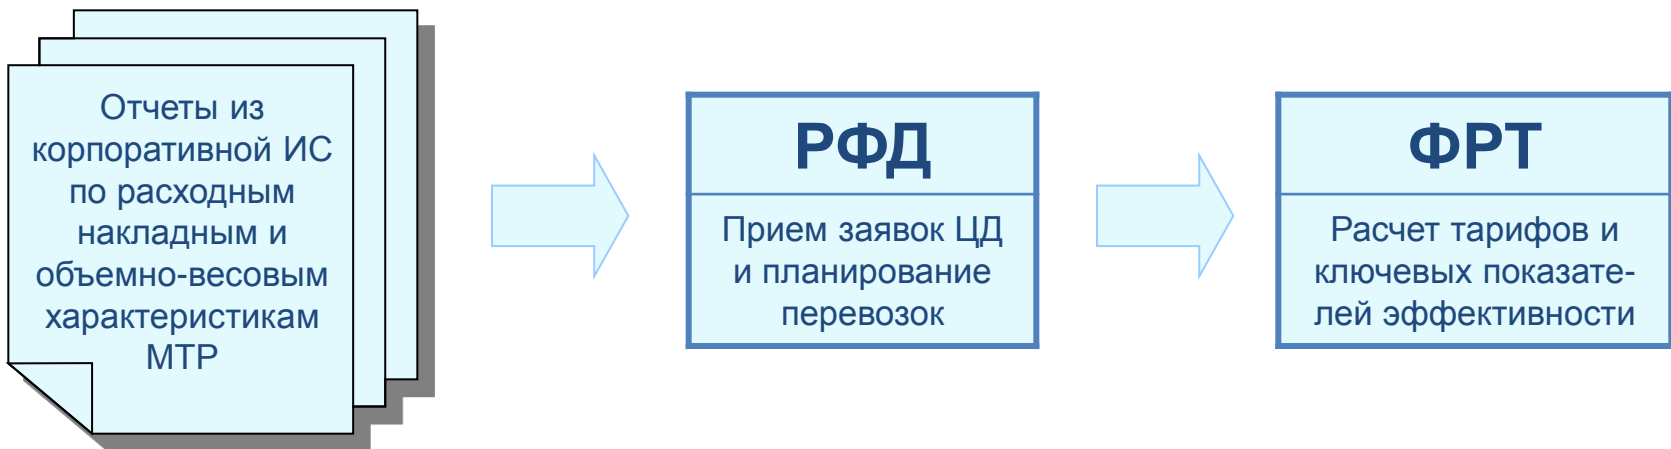 Отчеты из
корпоративной ИС
по расходным
накладным и
объемно-весовым
характеристикам
МТР
РФД
Прием заявок ЦД
и планирование
перевозок
ФРТ
Расчет тарифов и
ключевых показате-
лей эффективности